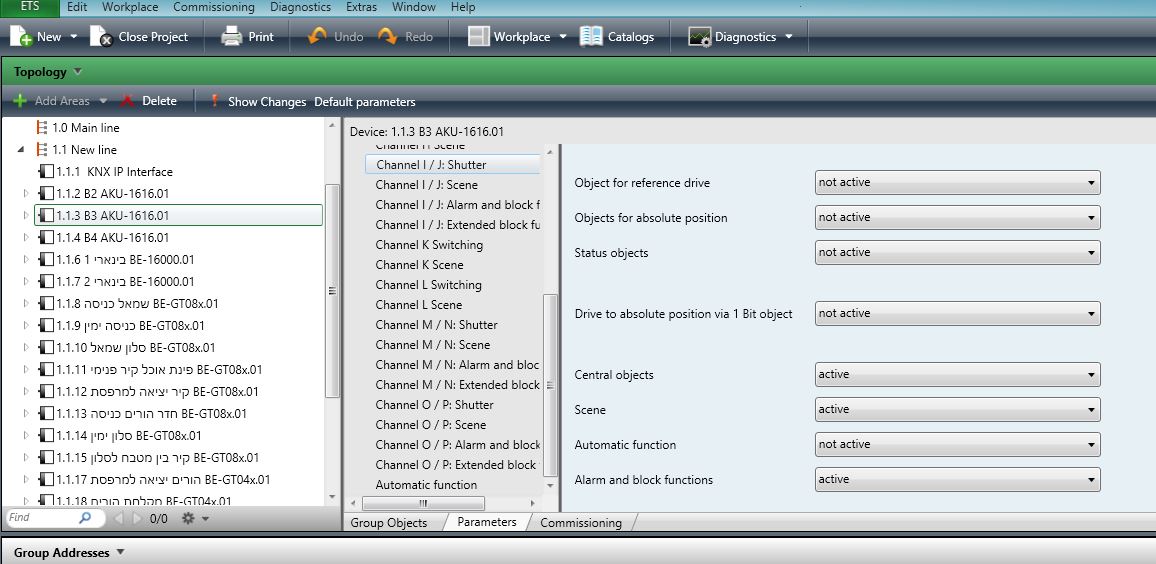 ETS Edit Workplace Commissioning Diagnostics Extras Window Help
New Close Project Print Undo Redo Workplace Catalogs Diagnostics
Topology
Add Areas Delete Show Changes Default parameters
1.0 Main line
1.1 New line
1.1.1 KNX IP Interface
1.1.2 B2 AKU-1616.01
1.1.3 B3 AKU-1616.01
1.1.4 B4 AKU-1616.01
1.1.6 בינארי 1 BE-16000.01
1.1.7 בינארי 2 BE-16000.01
1.1.8 שמאל כניסה BE-GT08x.01
1.1.9 כניסה ימין BE-GT08x.01
1.1.10 סלון שמאל BE-GT08x.01
1.1.11 פינת אוכל קיר פנימי BE-GT08x.01
1.1.12 קיר יציאה למרפסת BE-GT08x.01
1.1.13 חדר הורים כניסה BE-GT08x.01
1.1.14 סלון ימין BE-GT08x.01
1.1.15 קיר בין מטבח לסלון BE-GT08x.01
1.1.17 הורים יציאה למרפסת BE-GT04x.01
1.1.18 מקלחת הורים BE-GT04x.01
Find 0/0
Device: 1.1.3 B3 AKU-1616.01
Channel H Scene
Channel I / J: Shutter
Channel I / J: Scene
Channel I / J: Alarm and block f
Channel I / J: Extended block fu
Channel K Switching
Channel K Scene
Channel L Switching
Channel L Scene
Channel M / N: Shutter
Channel M / N: Scene
Channel M / N: Alarm and bloc
Channel M / N: Extended block
Channel O / P: Shutter
Channel O / P: Scene
Channel O / P: Alarm and block
Channel O / P: Extended block
Automatic function
Object for reference drive not active
Objects for absolute position not active
Status objects not active
Drive to absolute position via 1 Bit object not active
Central objects active
Scene active
Automatic function not active
Alarm and block functions active
Group Objects Parameters Commissioning
Group Addresses